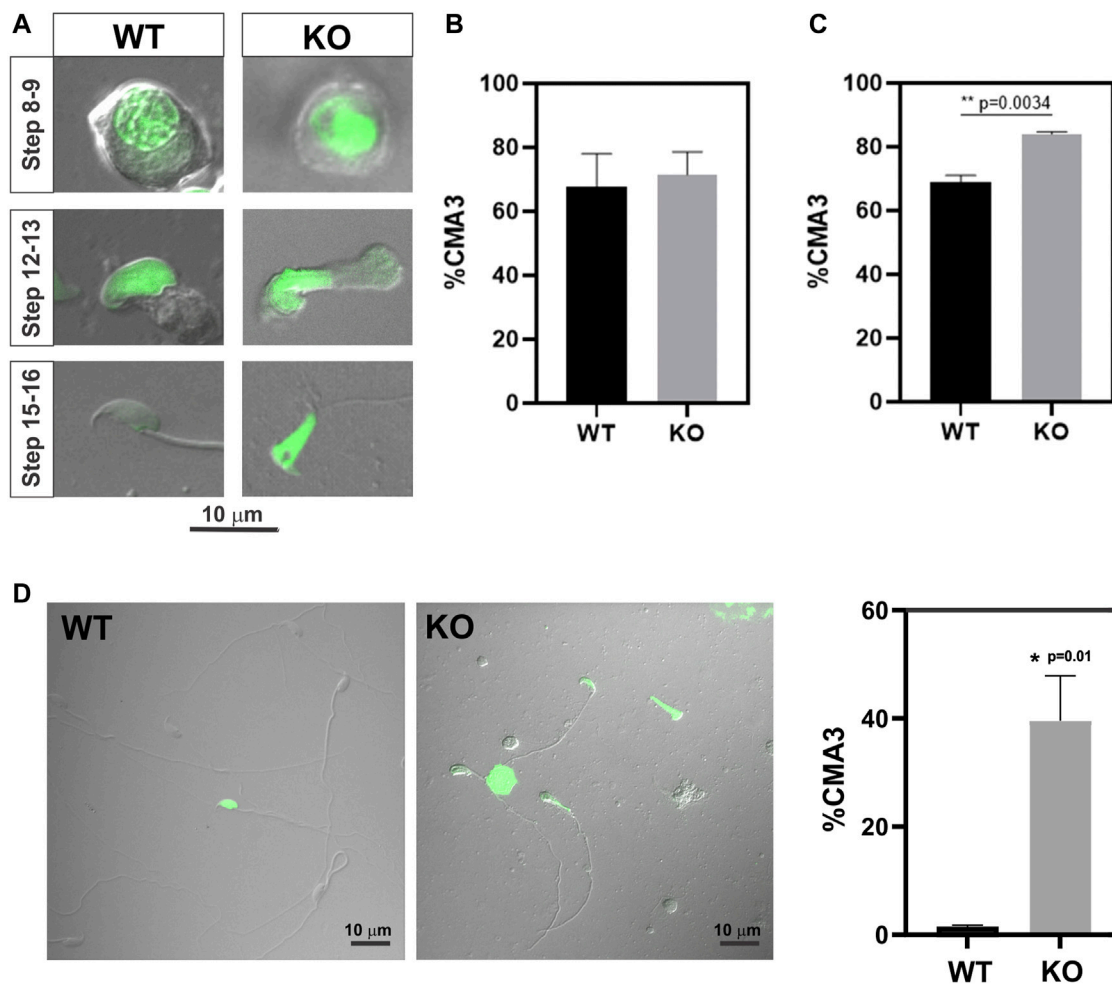 A
WT
KO
Step 8-9
Step 12-13
Step 15-16
10 μm
B
100
80
60
40
20
0
%CMA3
WT
KO
C
100
80
60
40
20
0
%CMA3
** p=0.0034
WT
KO
D
WT
10 μm
KO
10 μm
60
40
20
0
%CMA3
* p=0.01
WT
KO